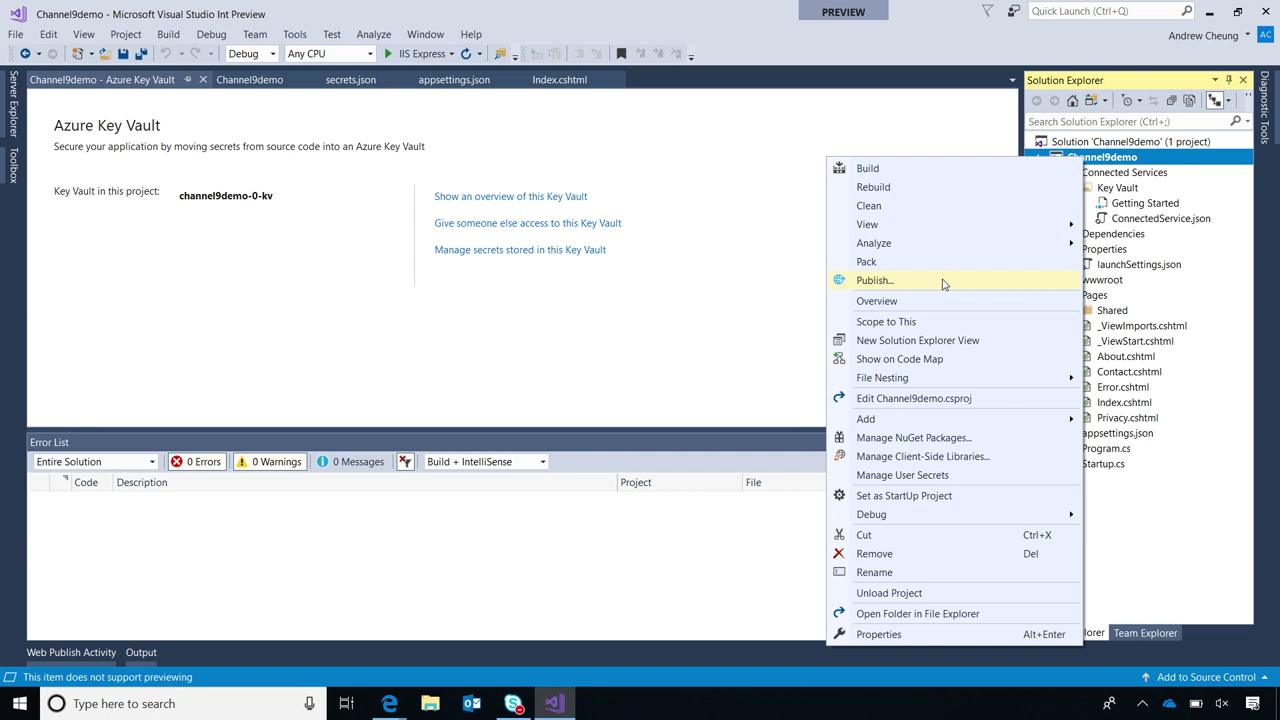 Channel9demo - Microsoft Visual Studio Int Preview
PREVIEW
Quick Launch (Ctrl+Q)
File Edit View Project Build Debug Team Tools Test Analyze Window Help
Andrew Cheung AC
Debug Any CPU IIS Express
Server Explorer
Toolbox
Channel9demo - Azure Key Vault Channel9demo secrets.json appsettings.json Index.cshtml
Azure Key Vault
Secure your application by moving secrets from source code into an Azure Key Vault
Key Vault in this project: channel9demo-0-kv
Show an overview of this Key Vault
Give someone else access to this Key Vault
Manage secrets stored in this Key Vault
Build
Rebuild
Clean
View
Analyze
Pack
Publish...
Overview
Scope to This
New Solution Explorer View
Show on Code Map
File Nesting
Edit Channel9demo.csproj
Add
Manage NuGet Packages...
Manage Client-Side Libraries...
Manage User Secrets
Set as StartUp Project
Debug
Cut Ctrl+X
Remove Del
Rename
Unload Project
Open Folder in File Explorer
Properties Alt+Enter
Solution Explorer
Search Solution Explorer (Ctrl+;)
Solution 'Channel9demo' (1 project)
Channel9demo
Connected Services
Key Vault
Getting Started
ConnectedService.json
Dependencies
Properties
launchSettings.json
wwwroot
Pages
Shared
_ViewImports.cshtml
_ViewStart.cshtml
About.cshtml
Contact.cshtml
Error.cshtml
Index.cshtml
Privacy.cshtml
appsettings.json
Program.cs
Startup.cs
Team Explorer
Diagnostic Tools
Error List
Entire Solution 0 Errors 0 Warnings 0 Messages Build + IntelliSense
Code Description Project File
Web Publish Activity Output
This item does not support previewing
Add to Source Control
Type here to search